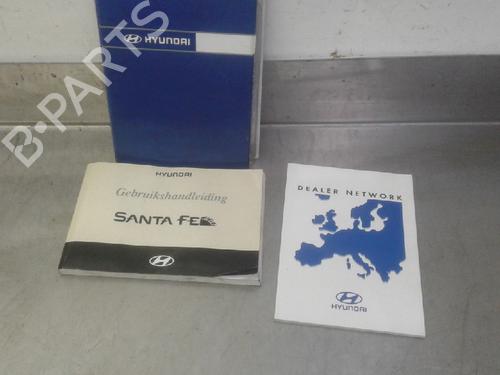 HYUNDAI
B-PARTS
HYUNDAI
Gebruikshandleiding
SANTA FE
DEALER NETWORK
HYUNDAI